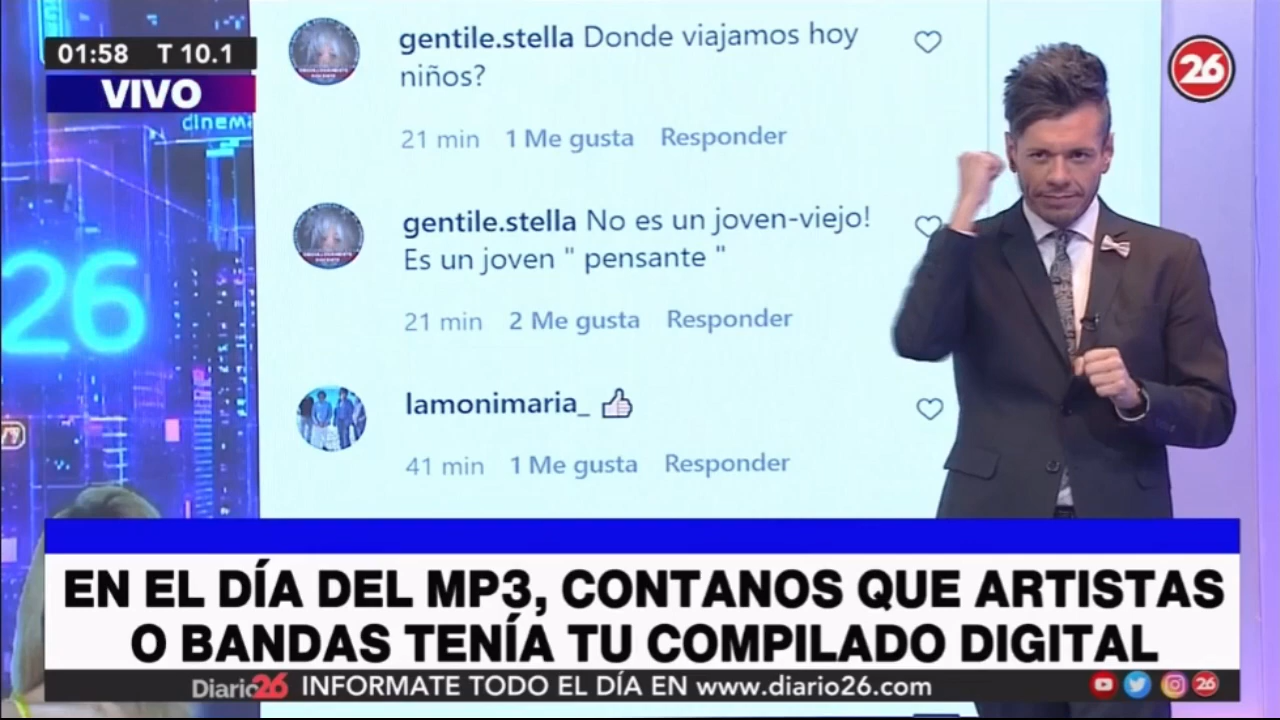 01:58 T 10.1
VIVO
cinema
26
gentile.stella Donde viajamos hoy
niños?
21 min 1 Me gusta Responder
gentile.stella No es un joven-viejo!
Es un joven " pensante "
21 min 2 Me gusta Responder
lamonimaria_ 👍
41 min 1 Me gusta Responder
26
EN EL DÍA DEL MP3, CONTANOS QUE ARTISTAS
O BANDAS TENÍA TU COMPILADO DIGITAL
Diario26 INFORMATE TODO EL DÍA EN www.diario26.com
26